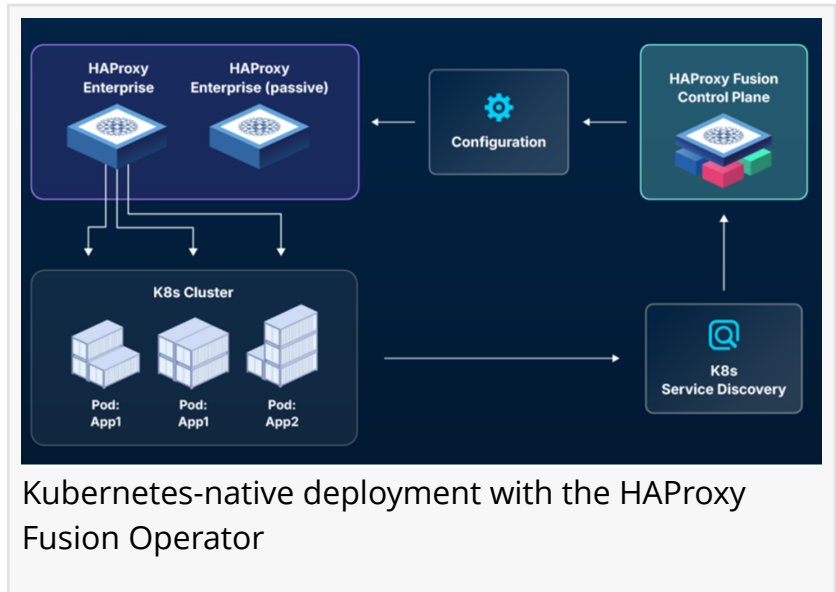 HAProxy
Enterprise
HAProxy
Enterprise (passive)
Configuration
HAProxy Fusion
Control Plane
K8s Cluster
Pod:
App1
Pod:
App1
Pod:
App2
K8s
Service Discovery
Kubernetes-native deployment with the HAProxy
Fusion Operator